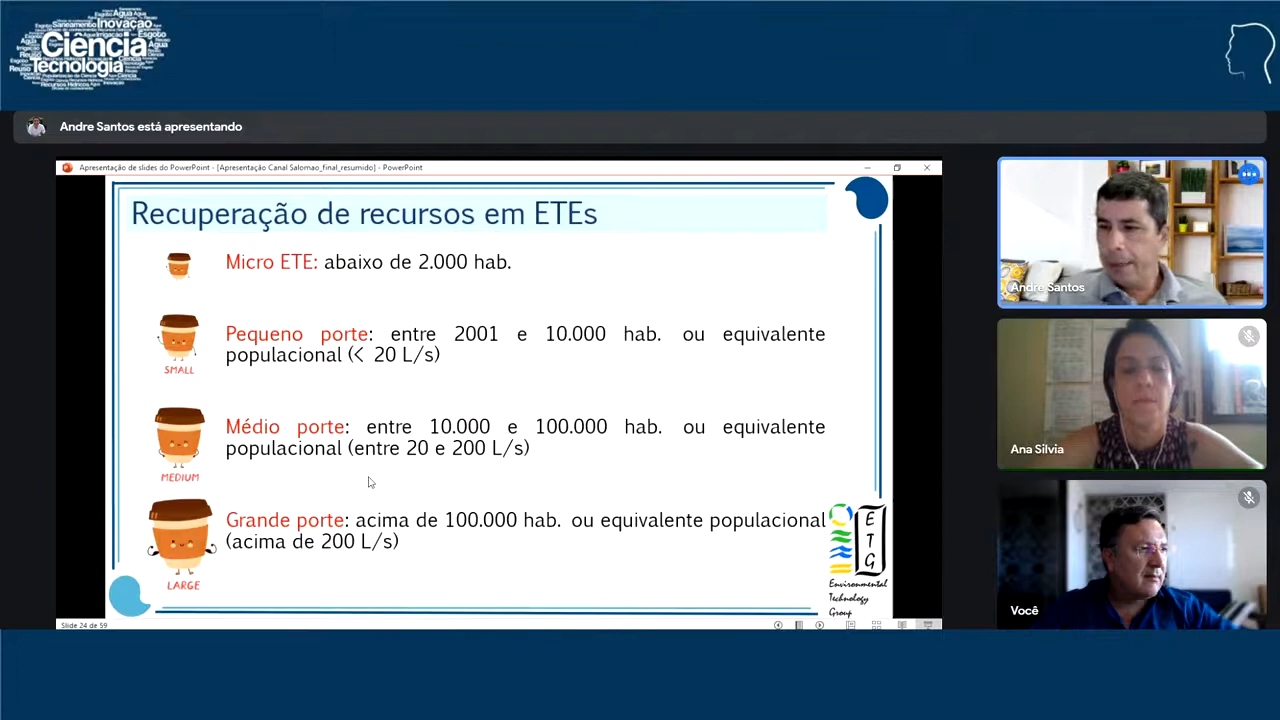 Inovação
Saneamento
Esgoto
Água
Ciência
Tecnologia
Reuso
Recursos Hídricos
Andre Santos está apresentando
Apresentação de slides do PowerPoint - [Apresentação Canal Salomao_final_resumido] - PowerPoint
Recuperação de recursos em ETEs
Micro ETE: abaixo de 2.000 hab.
Pequeno porte: entre 2001 e 10.000 hab. ou equivalente
populacional (< 20 L/s)
SMALL
Médio porte: entre 10.000 e 100.000 hab. ou equivalente
populacional (entre 20 e 200 L/s)
MEDIUM
Grande porte: acima de 100.000 hab. ou equivalente populacional
(acima de 200 L/s)
LARGE
E
T
G
Environmental
Technology
Group
Slide 24 de 59
Andre Santos
Ana Silvia
Você